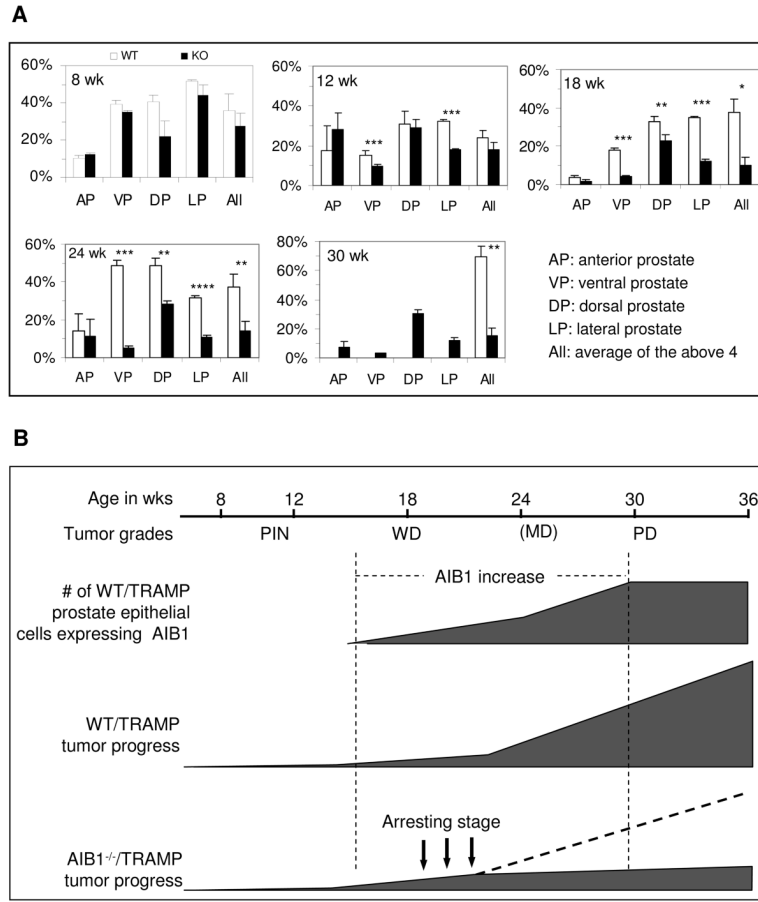 A
WT KO
8 wk
60%
40%
20%
0%
AP VP DP LP All
12 wk
60%
40%
20%
0%
***
***
AP VP DP LP All
18 wk
60%
40%
20%
0%
***
**
***
*
AP VP DP LP All
24 wk
60%
40%
20%
0%
***
**
****
**
AP VP DP LP All
30 wk
80%
60%
40%
20%
0%
**
AP VP DP LP All
AP: anterior prostate
VP: ventral prostate
DP: dorsal prostate
LP: lateral prostate
All: average of the above 4
B
Age in wks 8 12 18 24 30 36
Tumor grades PIN WD (MD) PD
AIB1 increase
# of WT/TRAMP
prostate epithelial
cells expressing AIB1
WT/TRAMP
tumor progress
Arresting stage
AIB1-/-/TRAMP
tumor progress